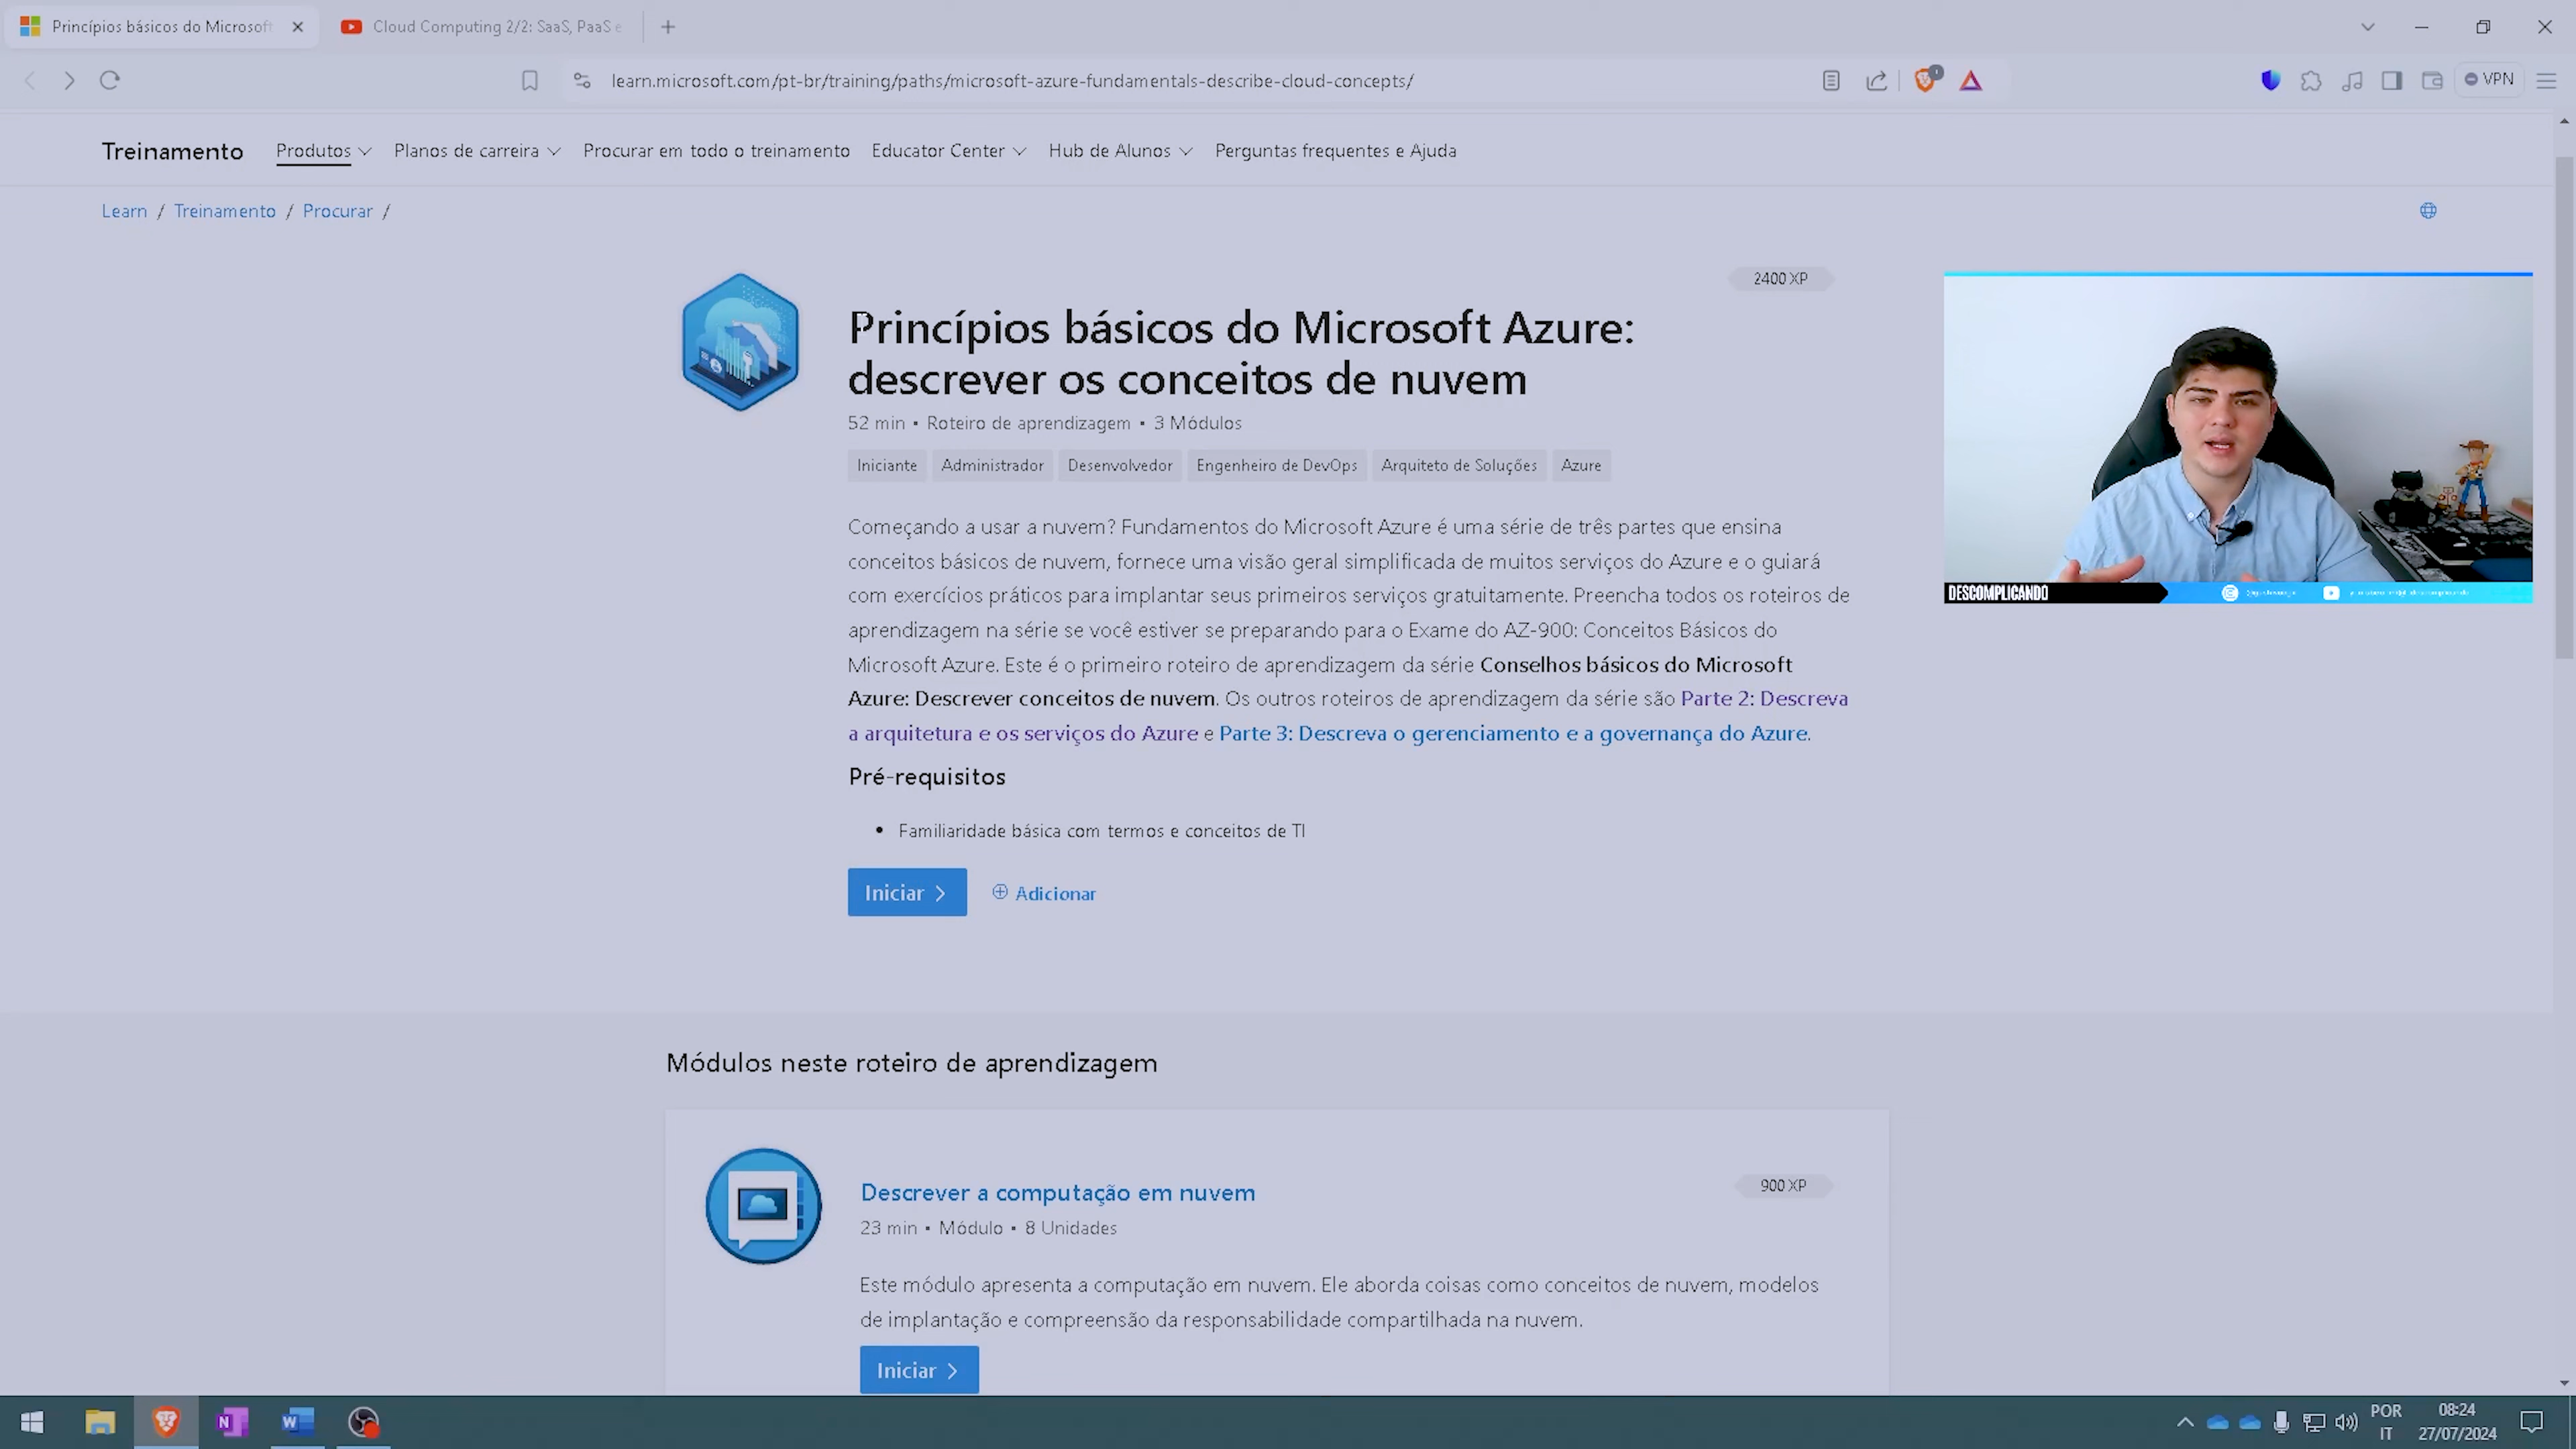 Princípios básicos do Microsoft
Cloud Computing 2/2: SaaS, PaaS e
learn.microsoft.com/pt-br/training/paths/microsoft-azure-fundamentals-describe-cloud-concepts/
VPN
Treinamento
Produtos
Planos de carreira
Procurar em todo o treinamento
Educator Center
Hub de Alunos
Perguntas frequentes e Ajuda
Learn / Treinamento / Procurar /
2400 XP
Princípios básicos do Microsoft Azure:
descrever os conceitos de nuvem
52 min • Roteiro de aprendizagem • 3 Módulos
Iniciante
Administrador
Desenvolvedor
Engenheiro de DevOps
Arquiteto de Soluções
Azure
Começando a usar a nuvem? Fundamentos do Microsoft Azure é uma série de três partes que ensina
conceitos básicos de nuvem, fornece uma visão geral simplificada de muitos serviços do Azure e o guiará
com exercícios práticos para implantar seus primeiros serviços gratuitamente. Preencha todos os roteiros de
aprendizagem na série se você estiver se preparando para o Exame do AZ-900: Conceitos Básicos do
Microsoft Azure. Este é o primeiro roteiro de aprendizagem da série Conselhos básicos do Microsoft
Azure: Descrever conceitos de nuvem. Os outros roteiros de aprendizagem da série são Parte 2: Descreva
a arquitetura e os serviços do Azure e Parte 3: Descreva o gerenciamento e a governança do Azure.
DESCOMPLICANDO
Pré-requisitos
• Familiaridade básica com termos e conceitos de TI
Iniciar
Adicionar
Módulos neste roteiro de aprendizagem
Descrever a computação em nuvem
900 XP
23 min • Módulo • 8 Unidades
Este módulo apresenta a computação em nuvem. Ele aborda coisas como conceitos de nuvem, modelos
de implantação e compreensão da responsabilidade compartilhada na nuvem.
Iniciar
POR
IT
08:24
27/07/2024